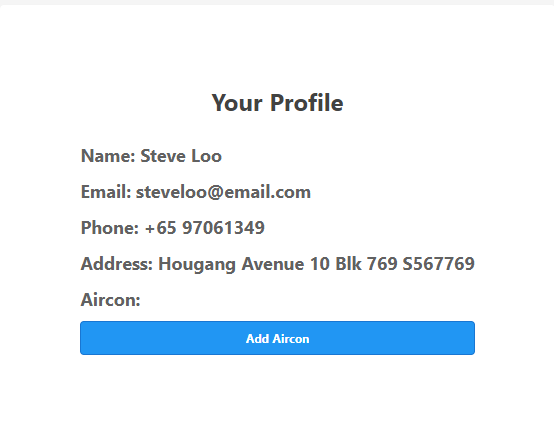 Your Profile
Name: Steve Loo
Email: steveloo@email.com
Phone: +65 97061349
Address: Hougang Avenue 10 Blk 769 S567769
Aircon:
Add Aircon